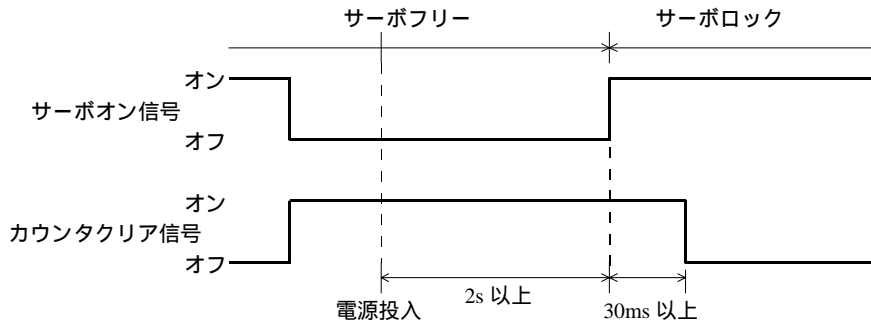 サーボフリー サーボロック
オン
サーボオン信号
オフ
オン
カウンタクリア信号
オフ
2s 以上
電源投入 30ms 以上